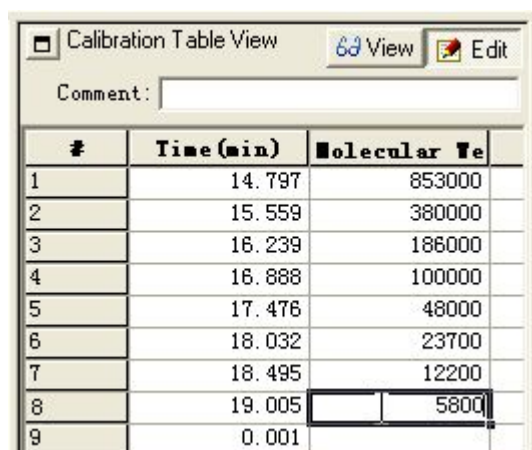 Calibration Table View View Edit
Comment:
# Time(min) Molecular We
1 14.797 853000
2 15.559 380000
3 16.239 186000
4 16.888 100000
5 17.476 48000
6 18.032 23700
7 18.495 12200
8 19.005 5800
9 0.001